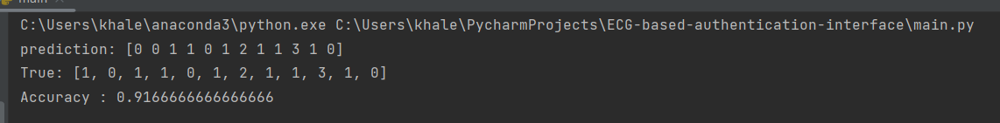 main
C:\Users\khale\anaconda3\python.exe C:\Users\khale\PycharmProjects\ECG-based-authentication-interface\main.py
prediction: [0 0 1 1 0 1 2 1 1 3 1 0]
True: [1, 0, 1, 1, 0, 1, 2, 1, 1, 3, 1, 0]
Accuracy : 0.9166666666666666